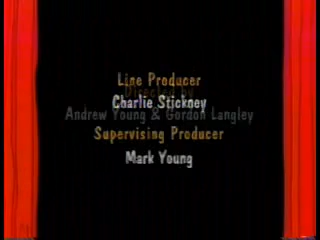 Line Producer
Directed by
Charlie Stickney
Andrew Young & Gordon Langley
Supervising Producer
Mark Young